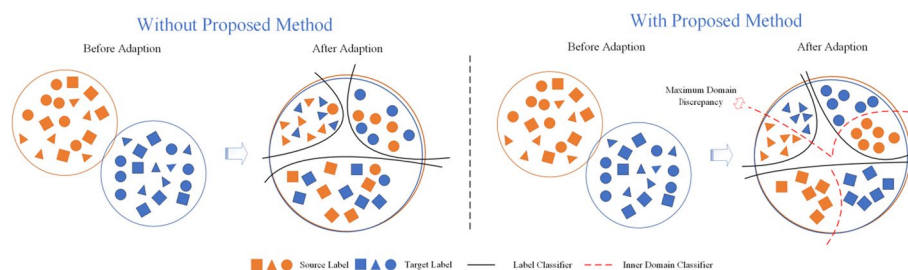 Without Proposed Method
Before Adaption
After Adaption
With Proposed Method
Before Adaption
After Adaption
Maximum Domain
Discrepancy
Source Label
Target Label
Label Classifier
Inner Domain Classifier